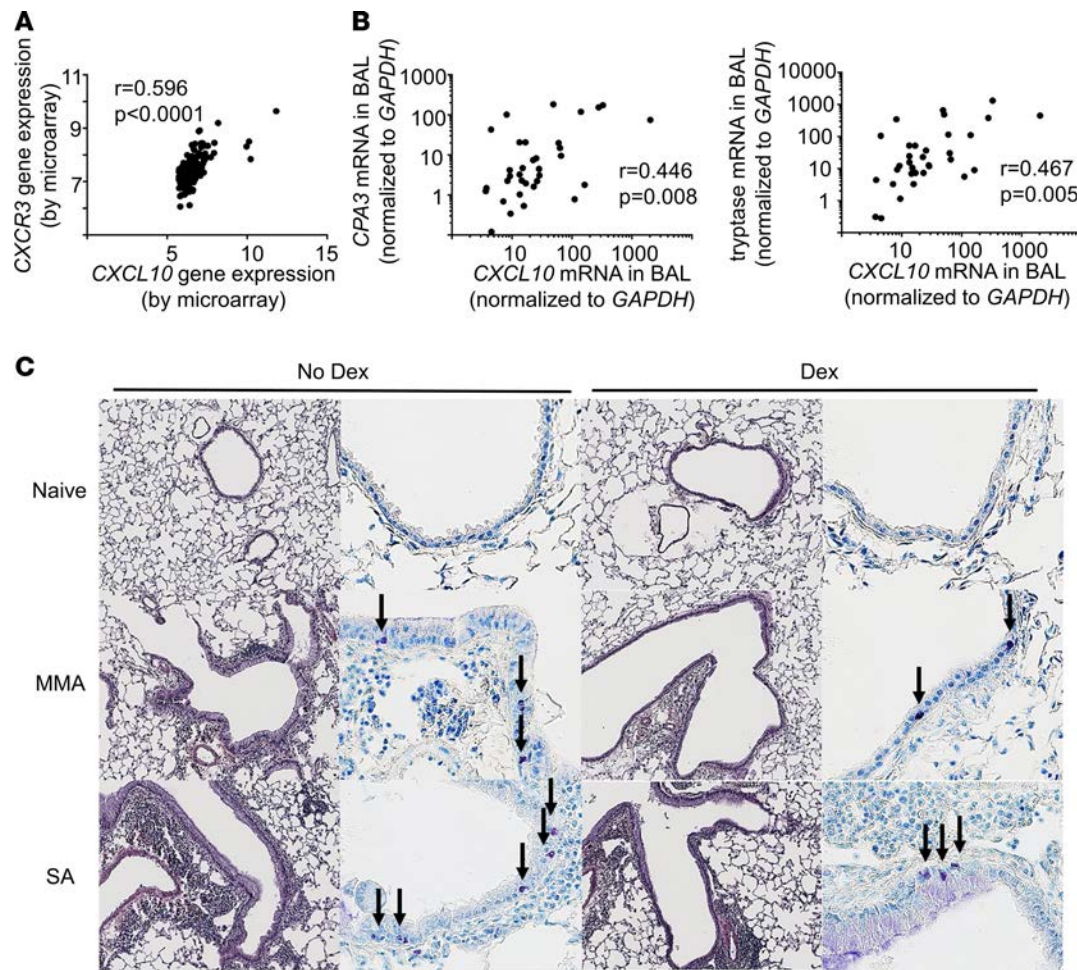 A
CXCR3 gene expression
(by microarray)
11
9
7
5
r=0.596
p<0.0001
5
10
15
CXCL10 gene expression
(by microarray)
B
CPA3 mRNA in BAL
(normalized to GAPDH)
1000
100
10
1
r=0.446
p=0.008
10
100
1000
CXCL10 mRNA in BAL
(normalized to GAPDH)
tryptase mRNA in BAL
(normalized to GAPDH)
10000
1000
100
10
1
r=0.467
p=0.005
10
100
1000
CXCL10 mRNA in BAL
(normalized to GAPDH)
C
No Dex
Dex
Naive
MMA
SA